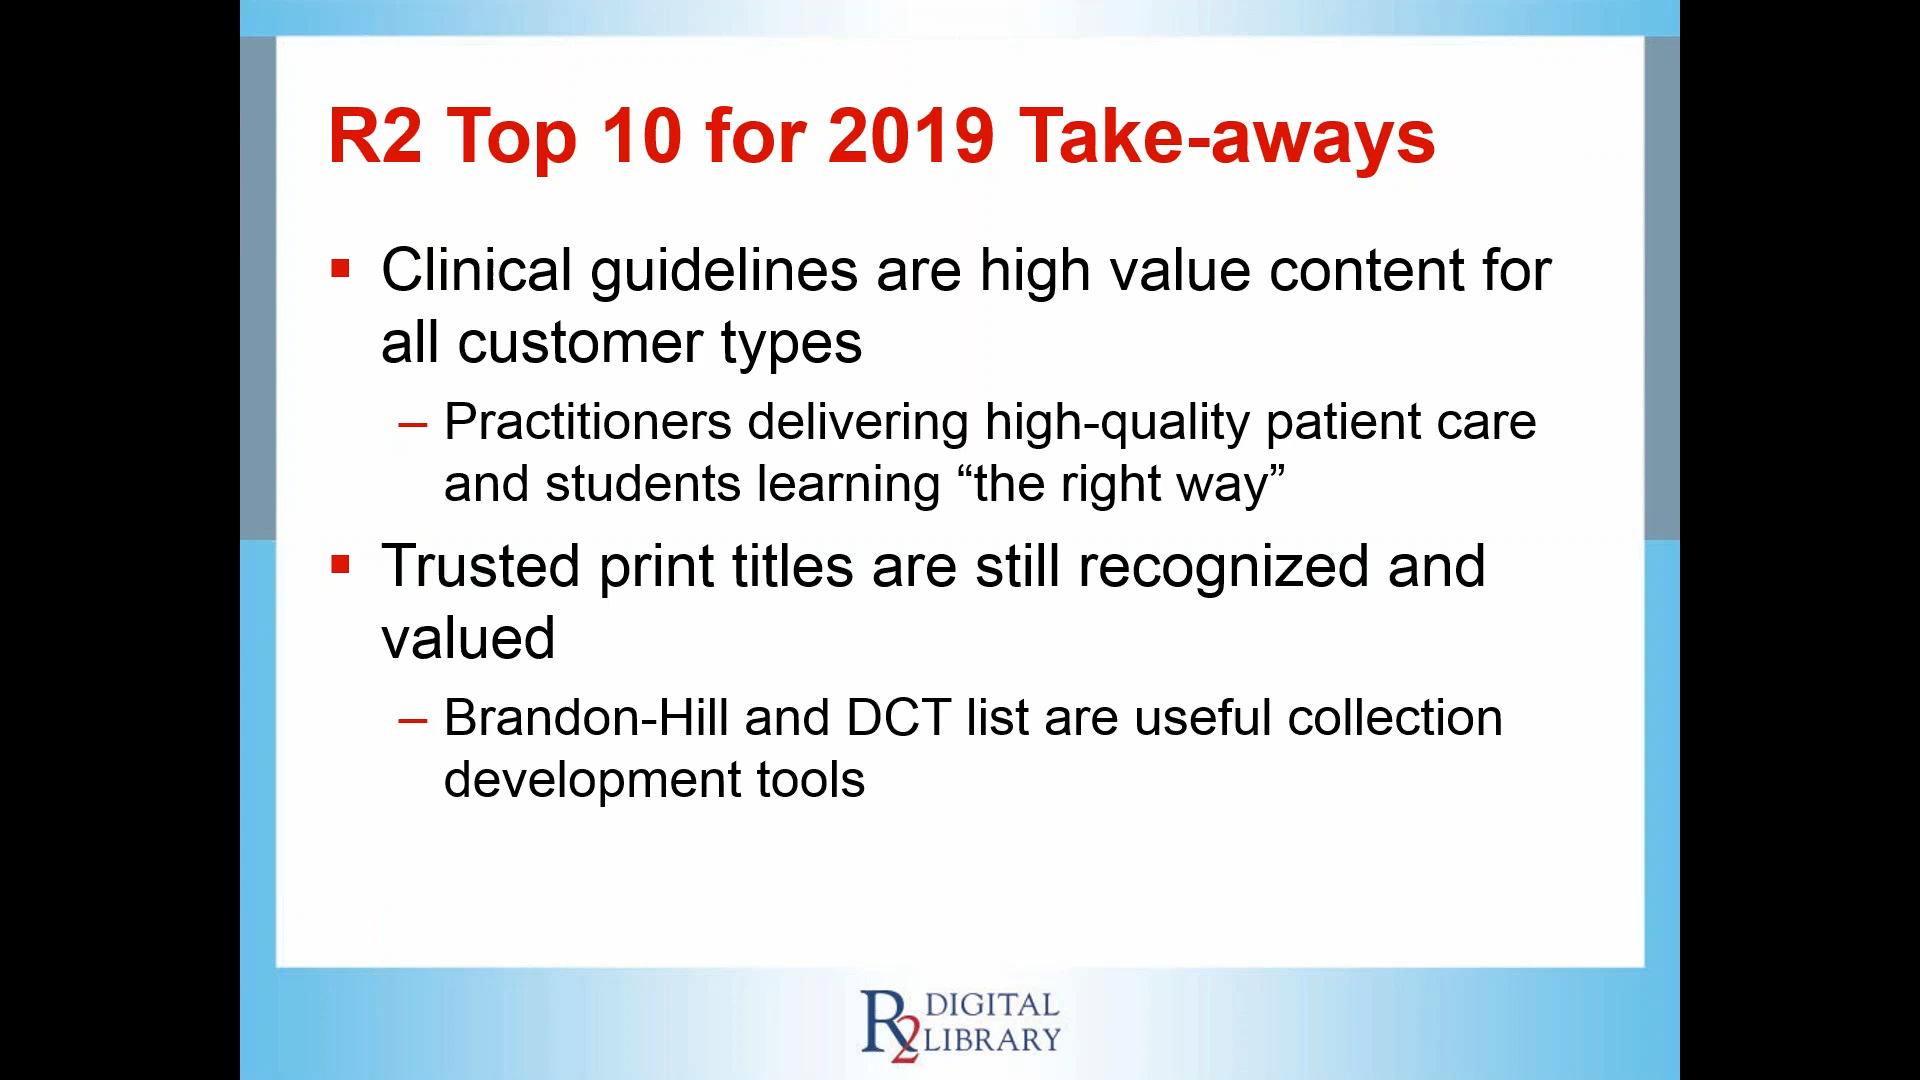 R2 Top 10 for 2019 Take-aways
▪ Clinical guidelines are high value content for
all customer types
– Practitioners delivering high-quality patient care
and students learning “the right way”
▪ Trusted print titles are still recognized and
valued
– Brandon-Hill and DCT list are useful collection
development tools
R2 DIGITAL
LIBRARY